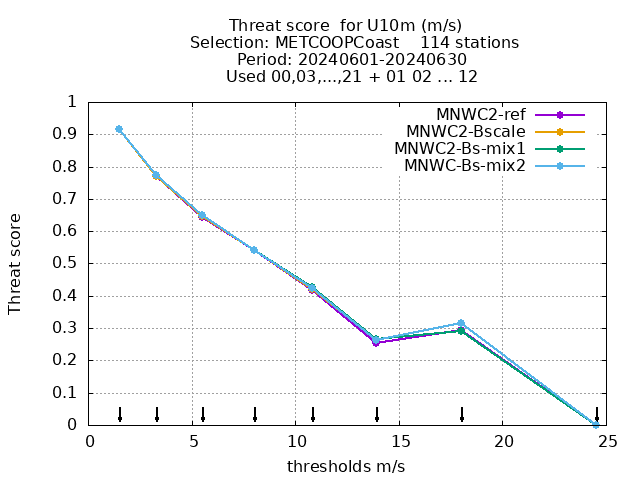 Threat score  for U10m (m/s)
Selection: METCOOPCoast    114 stations
Period: 20240601-20240630
Used 00,03,...,21 + 01 02 ... 12
MNWC2-ref
MNWC2-Bscale
MNWC2-Bs-mix1
MNWC-Bs-mix2
Threat score
1
0.9
0.8
0.7
0.6
0.5
0.4
0.3
0.2
0.1
0
0 5 10 15 20 25
thresholds m/s